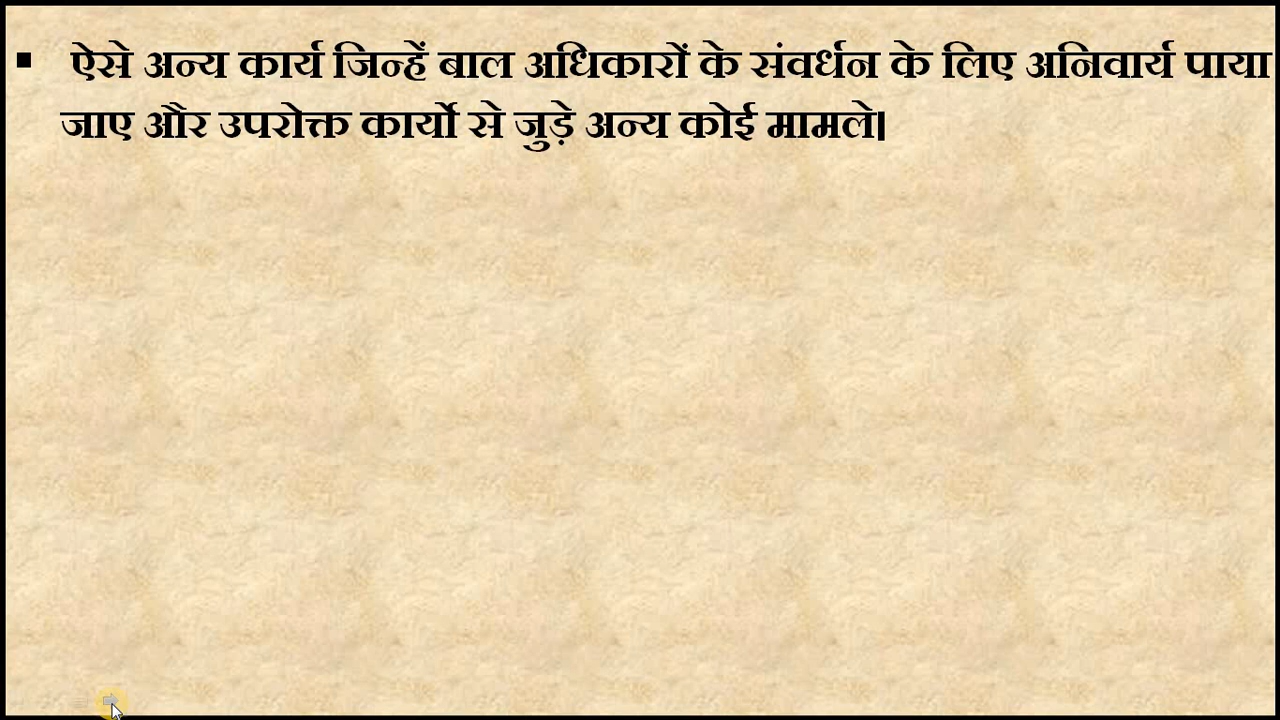 ▪ ऐसे अन्य कार्य जिन्हें बाल अधिकारों के संवर्धन के लिए अनिवार्य पाया
जाए और उपरोक्त कार्यो से जुड़े अन्य कोई मामले।